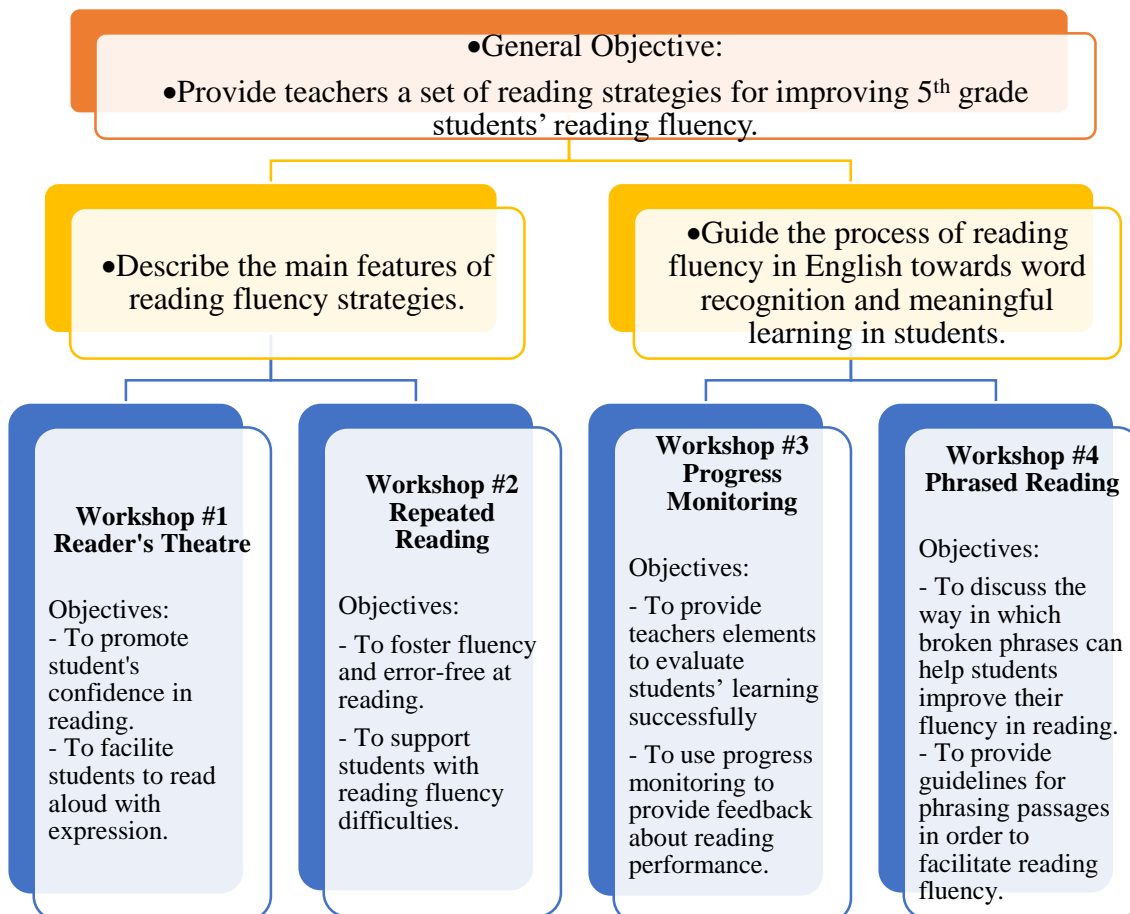 •General Objective:
•Provide teachers a set of reading strategies for improving 5th grade
students’ reading fluency.
•Describe the main features of
reading fluency strategies.
•Guide the process of reading
fluency in English towards word
recognition and meaningful
learning in students.
Workshop #1
Reader's Theatre
Objectives:
- To promote
student's
confidence in
reading.
- To facilite
students to read
aloud with
expression.
Workshop #2
Repeated
Reading
Objectives:
- To foster fluency
and error-free at
reading.
- To support
students with
reading fluency
difficulties.
Workshop #3
Progress
Monitoring
Objectives:
- To provide
teachers elements
to evaluate
students’ learning
successfully
- To use progress
monitoring to
provide feedback
about reading
performance.
Workshop #4
Phrased Reading
Objectives:
- To discuss the
way in which
broken phrases can
help students
improve their
fluency in reading.
- To provide
guidelines for
phrasing passages
in order to
facilitate reading
fluency.